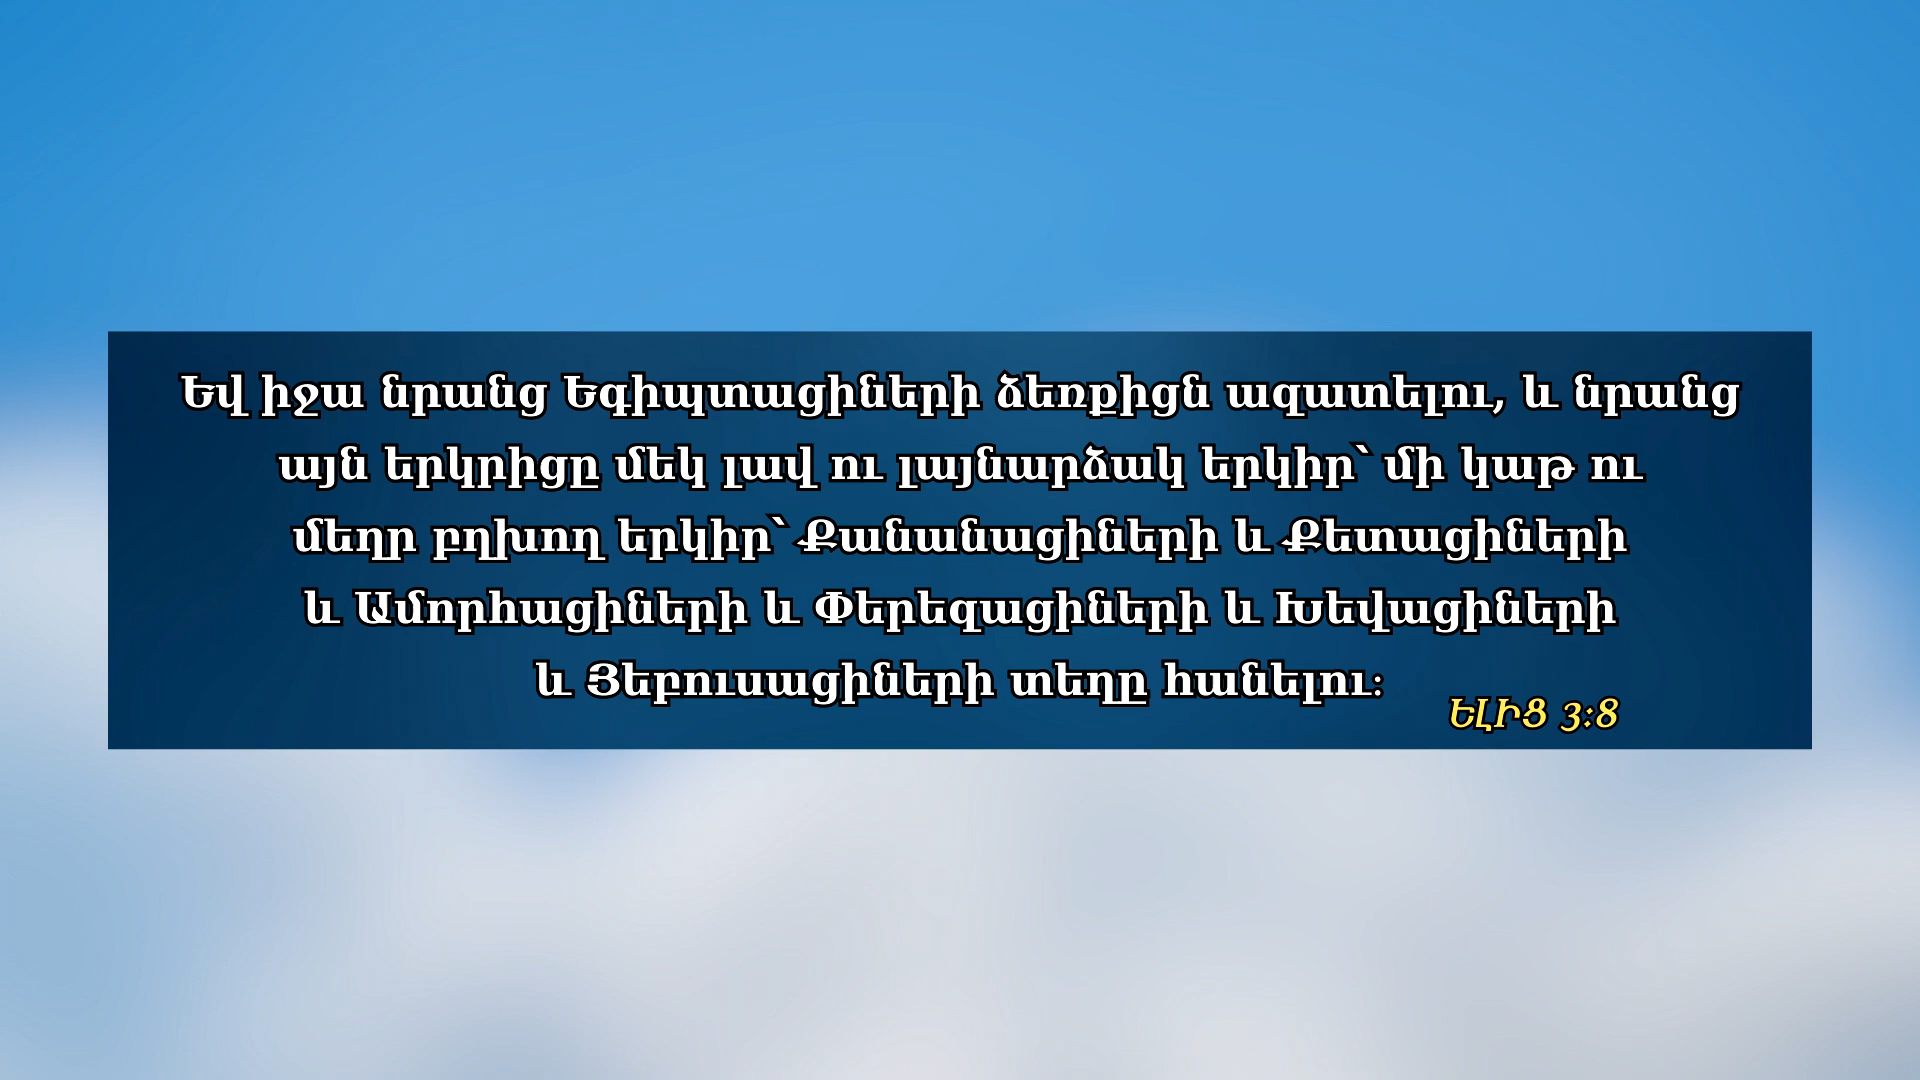 Եվ իջա նրանց Եգիպտացիների ձեռքիցն ազատելու, և նրանց
այն երկրիցը մեկ լավ ու լայնարձակ երկիր՝ մի կաթ ու
մեղր բղխող երկիր՝ Քանանացիների և Քետացիների
և Ամորհացիների և Փերեզացիների և Խեվացիների
և Յեբուսացիների տեղը հանելու։
ԵԼԻՑ 3:8